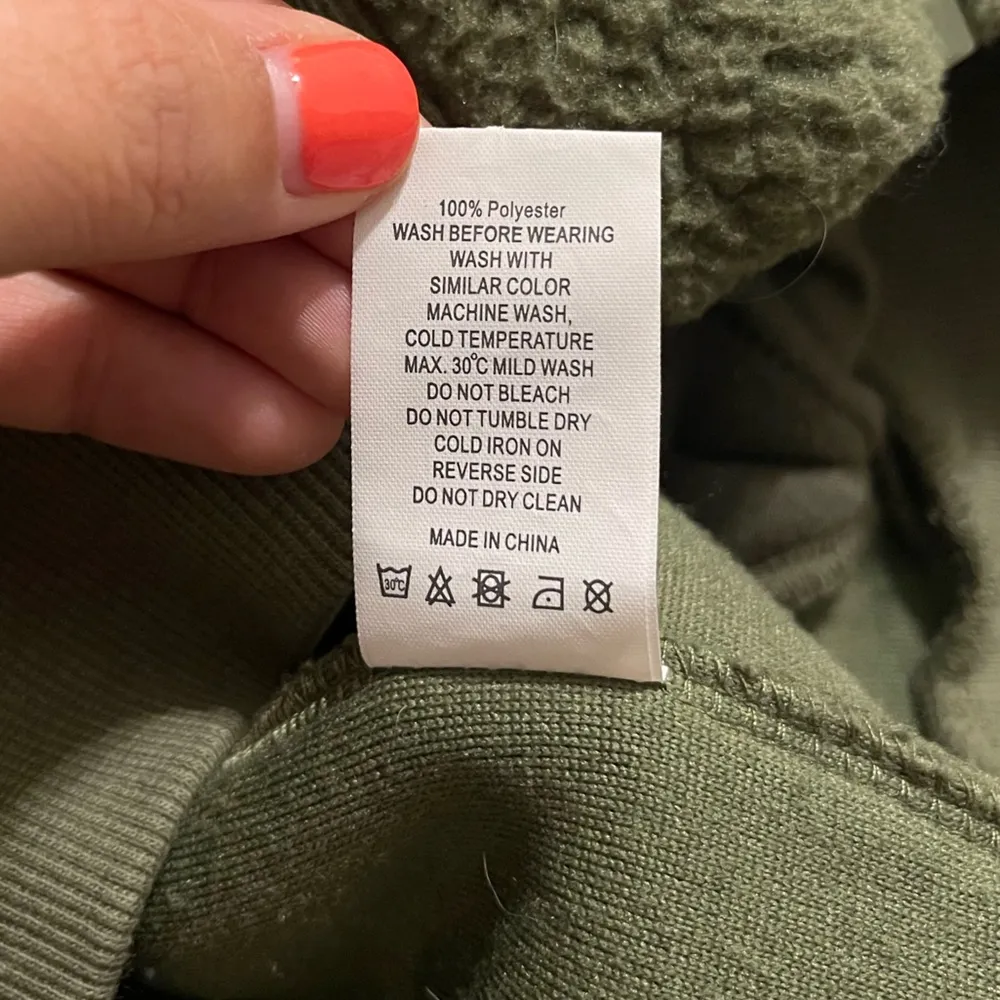 100% Polyester
WASH BEFORE WEARING
WASH WITH
SIMILAR COLOR
MACHINE WASH,
COLD TEMPERATURE
MAX. 30°C MILD WASH
DO NOT BLEACH
DO NOT TUMBLE DRY
COLD IRON ON
REVERSE SIDE
DO NOT DRY CLEAN
MADE IN CHINA
30°C